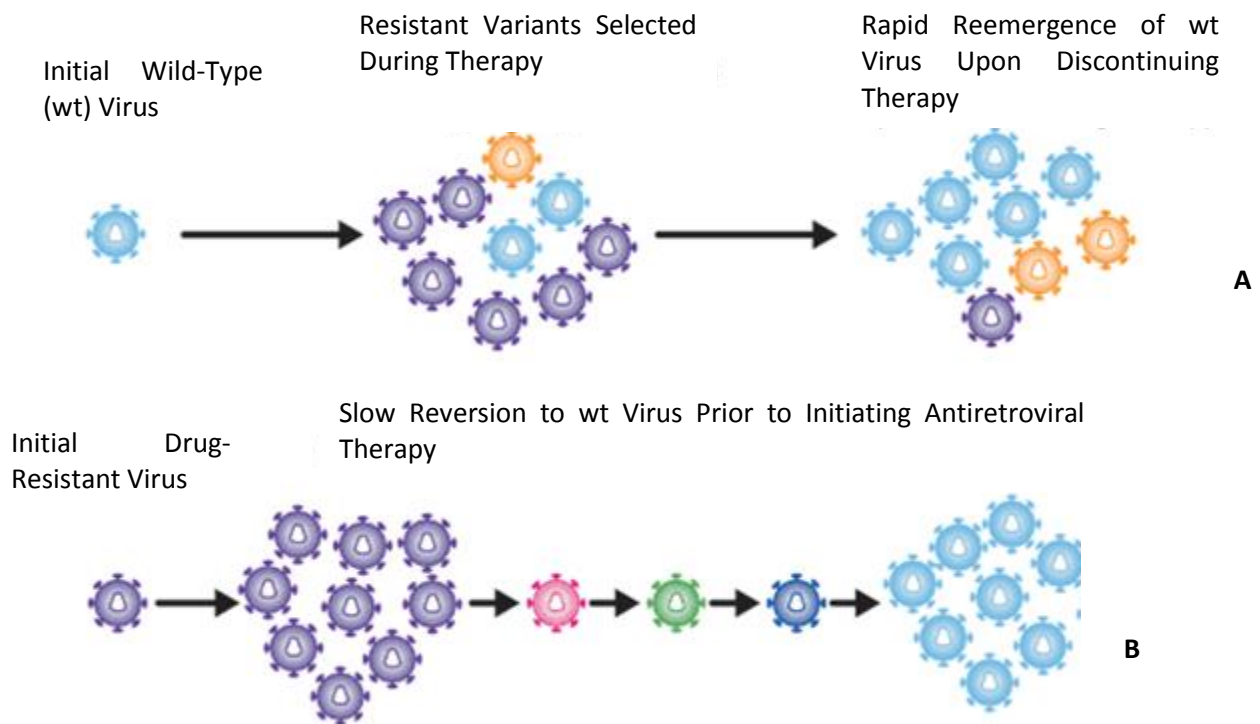 Initial Wild-Type
(wt) Virus
Resistant Variants Selected
During Therapy
Rapid Reemergence of wt
Virus Upon Discontinuing
Therapy
A
Slow Reversion to wt Virus Prior to Initiating Antiretroviral
Therapy
Initial Drug-
Resistant Virus
B